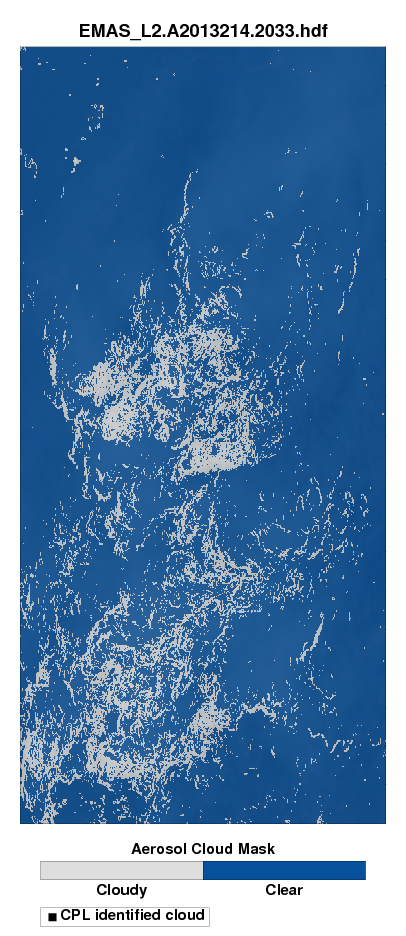 EMAS_L2.A2013214.2033.hdf
Aerosol Cloud Mask
Cloudy Clear
CPL identified cloud